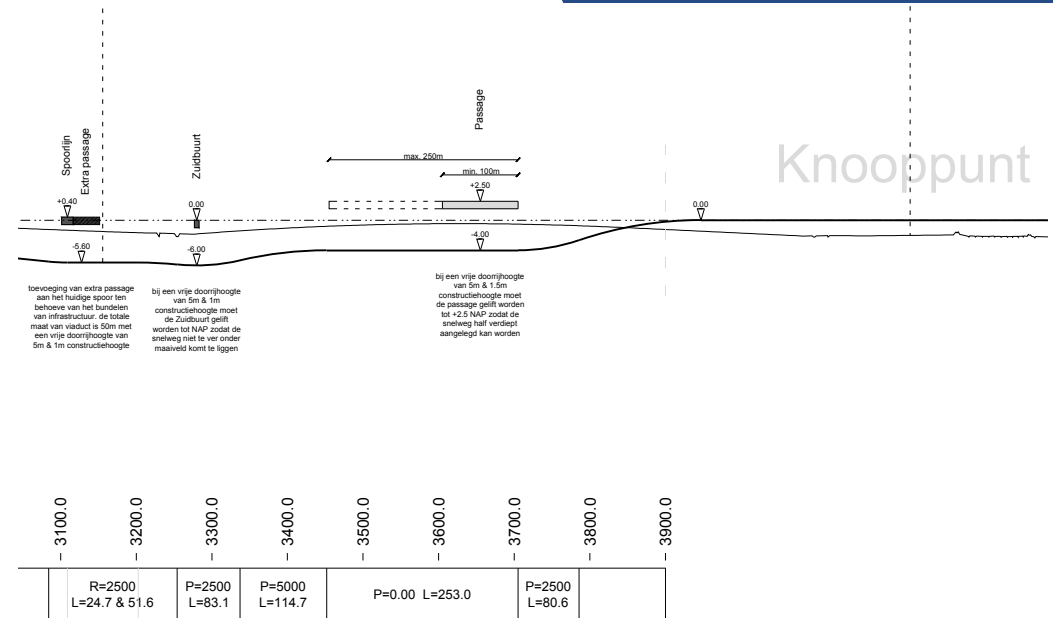 Knooppunt
Spoorlijn
Extra passage
Zuidbuurt
Passage
max. 250m
min. 100m
+0.40
0.00
+2.50
0.00
-5.60
-6.00
-4.00
toevoeging van extra passage
aan het huidige spoor ten
behoeve van het bundelen
van infrastructuur. de totale
maat van viaduct is 50m met
een vrije doorrijhoogte van
5m & 1m constructiehoogte
bij een vrije doorrijhoogte
van 5m & 1m
constructiehoogte moet
de Zuidbuurt gelift
worden tot NAP zodat de
snelweg niet te ver onder
maaiveld komt te liggen
bij een vrije doorrijhoogte
van 5m & 1.5m
constructiehoogte moet
de passage gelift worden
tot +2.5 NAP zodat de
snelweg half verdiept
aangelegd kan worden
3100.0
3200.0
3300.0
3400.0
3500.0
3600.0
3700.0
3800.0
3900.0
R=2500
L=24.7 & 51.6
P=2500
L=83.1
P=5000
L=114.7
P=0.00 L=253.0
P=2500
L=80.6